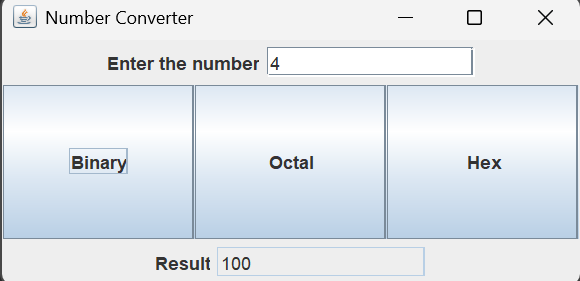 Number Converter
Enter the number 4
Binary Octal Hex
Result 100